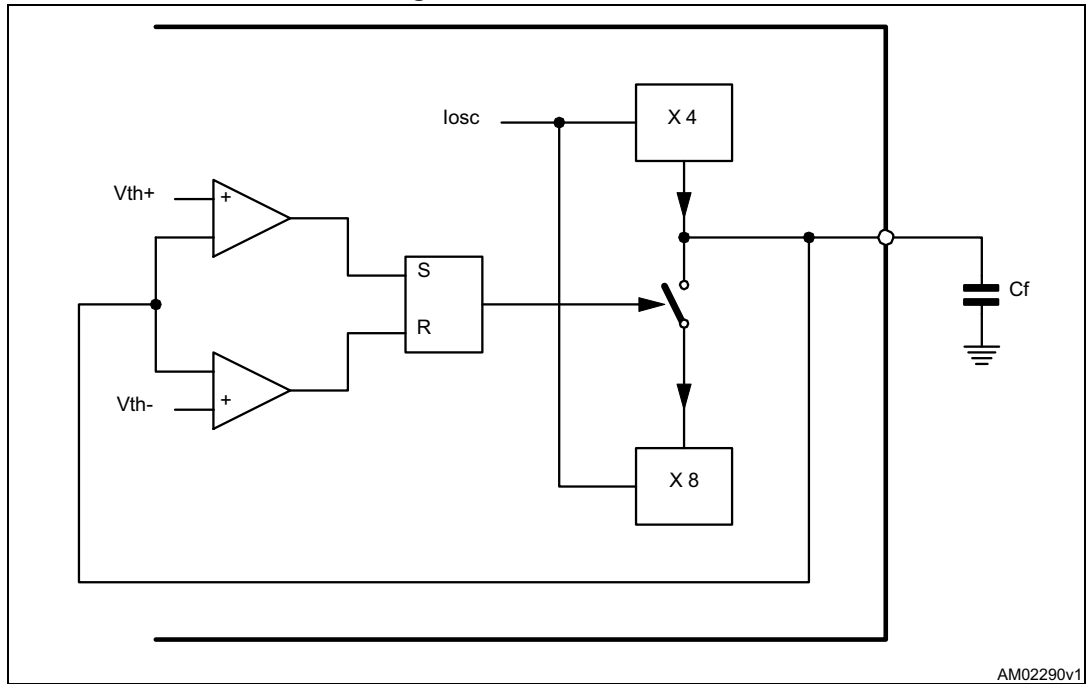 Iosc
X 4
Vth+
+
S
R
Cf
Vth-
+
X 8
AM02290v1